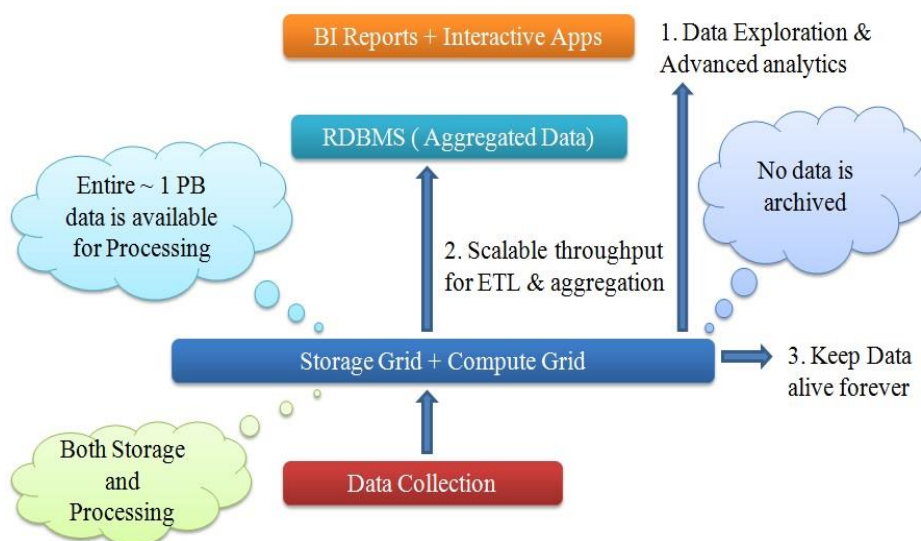 BI Reports + Interactive Apps
1. Data Exploration &
Advanced analytics
RDBMS ( Aggregated Data)
Entire ~ 1 PB
data is available
for Processing
No data is
archived
2. Scalable throughput
for ETL & aggregation
Storage Grid + Compute Grid
3. Keep Data
alive forever
Both Storage
and
Processing
Data Collection